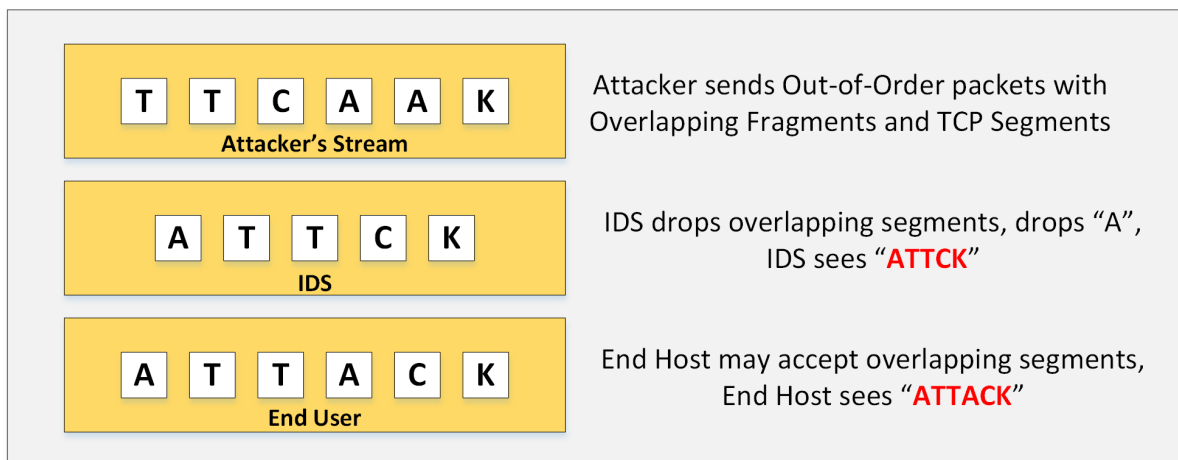 T T C A A K
Attacker's Stream
Attacker sends Out-of-Order packets with
Overlapping Fragments and TCP Segments
A T T C K
IDS
IDS drops overlapping segments, drops “A”,
IDS sees “ATTCK”
A T T A C K
End User
End Host may accept overlapping segments,
End Host sees “ATTACK”